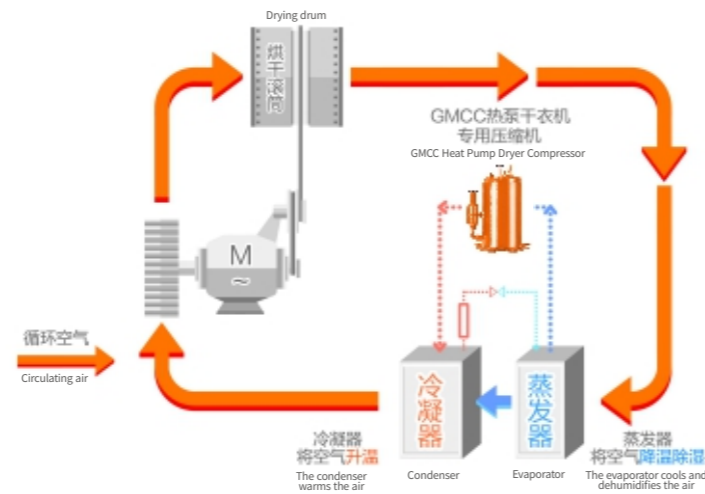 Drying drum
烘干滚筒
GMCC热泵干衣机
专用压缩机
GMCC Heat Pump Dryer Compressor
M
~
循环空气
Circulating air
冷凝器
蒸发器
冷凝器
将空气升温
The condenser
warms the air
Condenser
Evaporator
蒸发器
将空气降温除湿
The evaporator cools and
dehumidifies the air